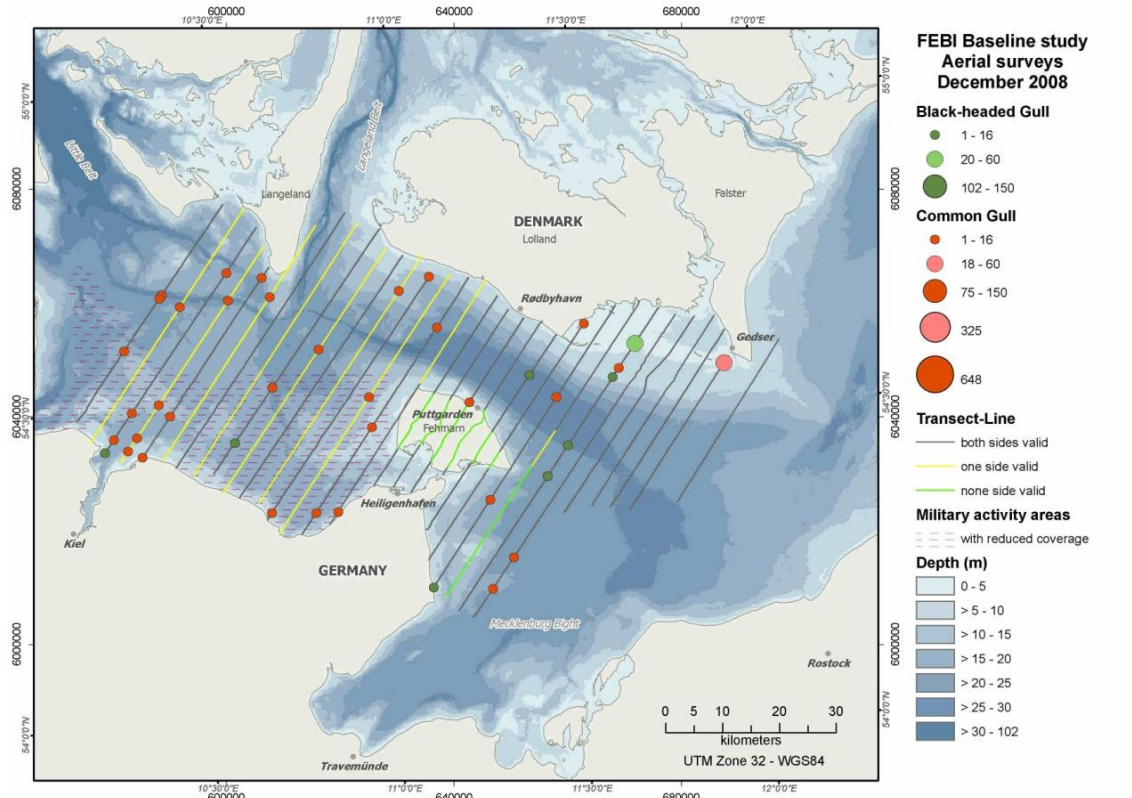 10°30'0"E 600000 11°0'0"E 640000 11°30'0"E 680000 12°0'0"E
55°0'0"N
55°0'0"N
Little Belt
Langeland Belt
6080000
6080000
Langeland
Falster
DENMARK
Lolland
Rødbyhavn
Gedser
54°30'0"N
54°30'0"N
6040000
6040000
Puttgarden
Fehmarn
Heiligenhafen
Kiel
GERMANY
Mecklenburg Bight
6000000
6000000
Rostock
54°0'0"N
54°0'0"N
0 5 10 20 30
kilometers
UTM Zone 32 - WGS84
Travemünde
10°30'0"E 600000 11°0'0"E 640000 11°30'0"E 680000 12°0'0"E
FEBI Baseline study
Aerial surveys
December 2008
Black-headed Gull
1 - 16
20 - 60
102 - 150
Common Gull
1 - 16
18 - 60
75 - 150
325
648
Transect-Line
both sides valid
one side valid
none side valid
Military activity areas
with reduced coverage
Depth (m)
0 - 5
> 5 - 10
> 10 - 15
> 15 - 20
> 20 - 25
> 25 - 30
> 30 - 102